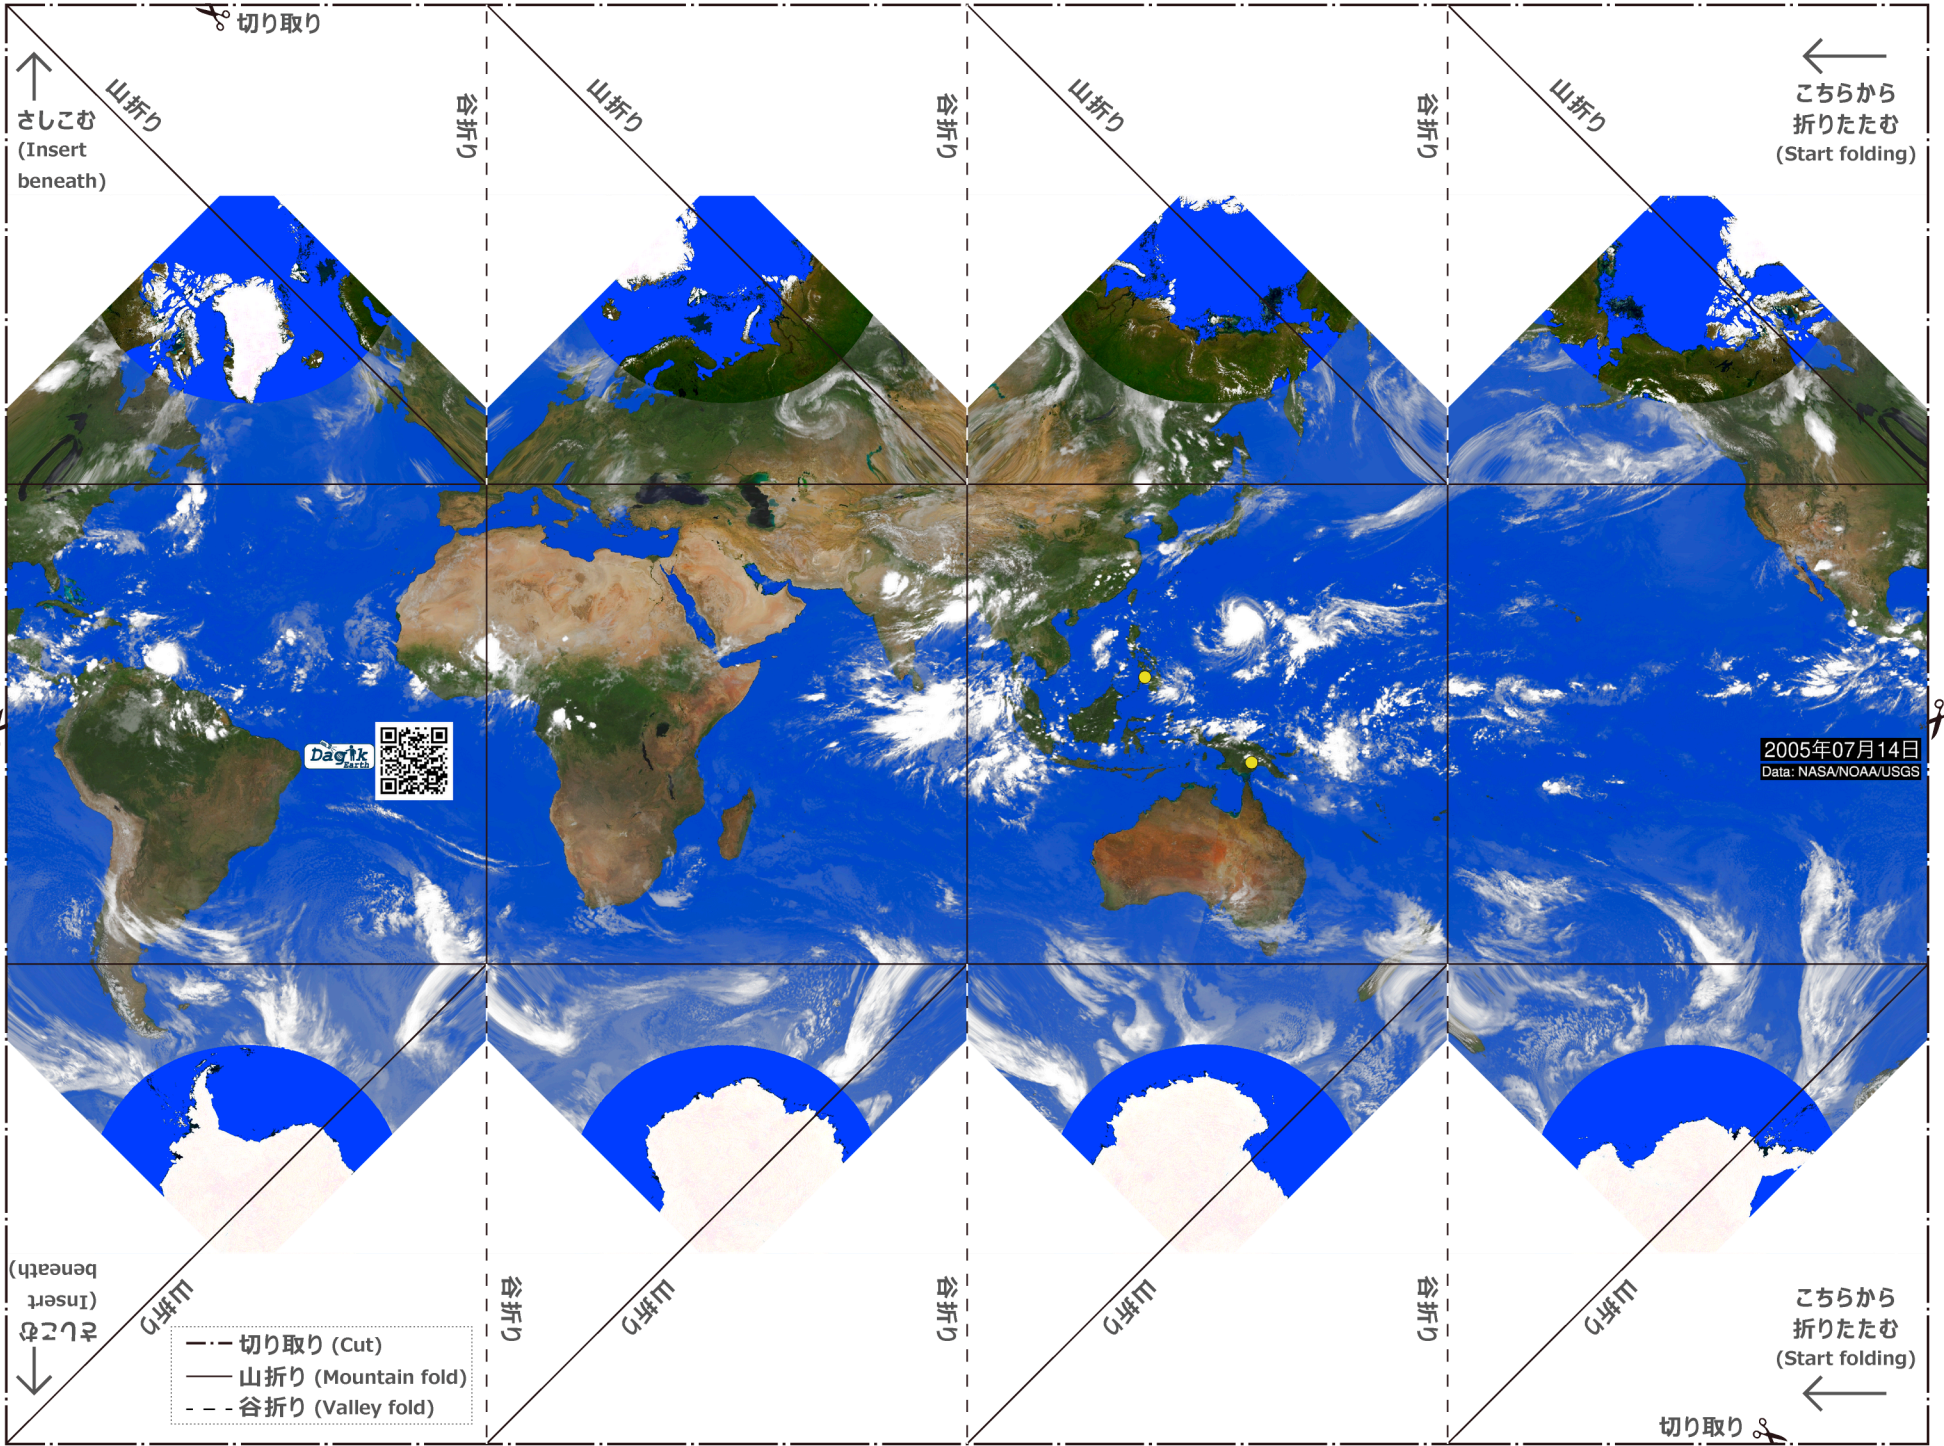 切り取り
山折り
谷折り
山折り
谷折り
山折り
谷折り
山折り
さしこむ
(Insert
beneath)
こちらから
折りたたむ
(Start folding)
Dagik
Earth
2005年07月14日
Data: NASA/NOAA/USGS
さしこむ
(Insert
beneath)
山折り
谷折り
山折り
谷折り
山折り
谷折り
山折り
切り取り (Cut)
山折り (Mountain fold)
谷折り (Valley fold)
こちらから
折りたたむ
(Start folding)
切り取り